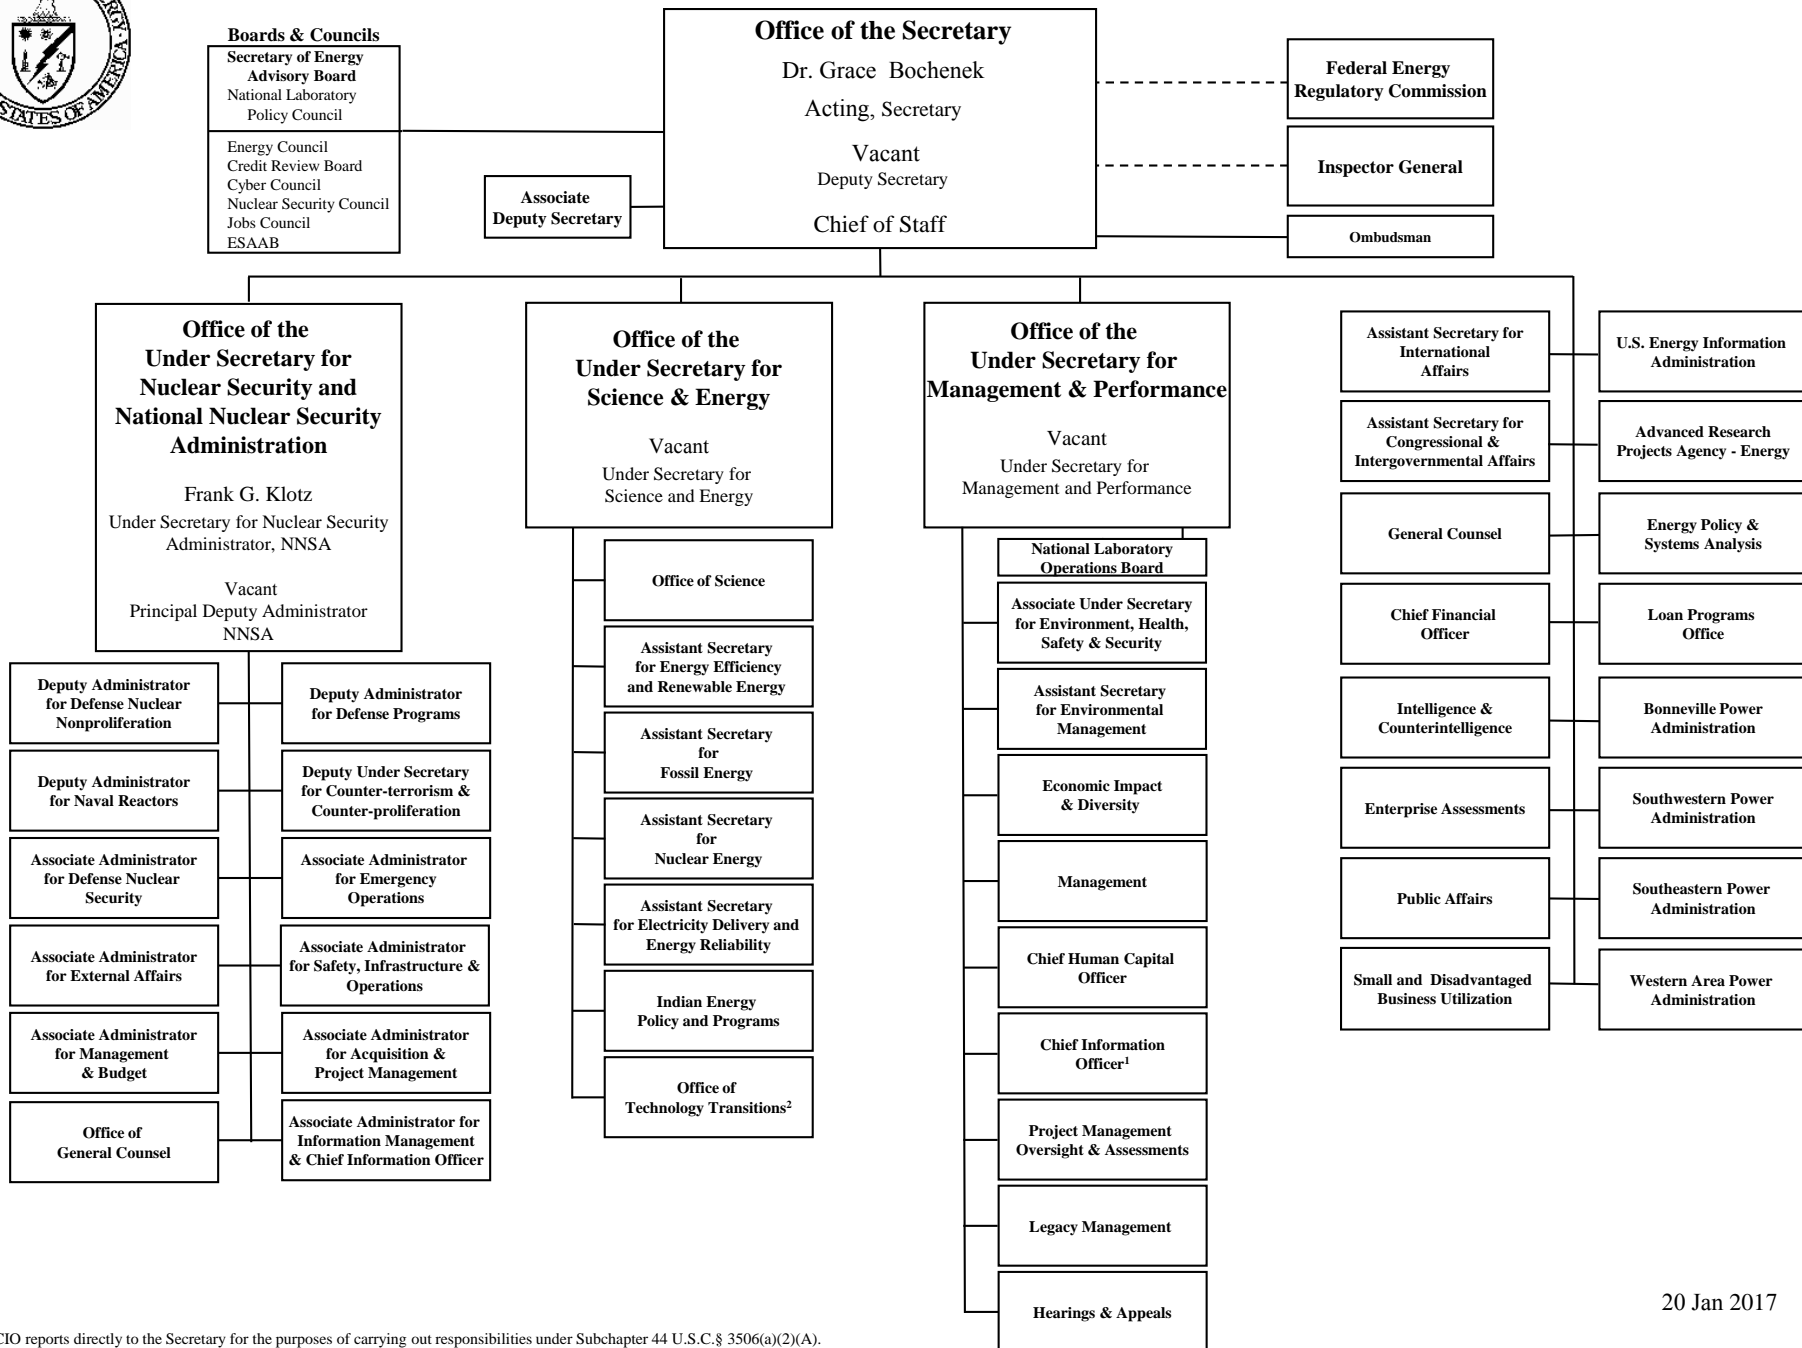 ERGY
STATES OF AMERICA
Boards & Councils
Secretary of Energy
Advisory Board
National Laboratory
Policy Council
Energy Council
Credit Review Board
Cyber Council
Nuclear Security Council
Jobs Council
ESAAB
Associate
Deputy Secretary
Office of the Secretary
Dr. Grace Bochenek
Acting, Secretary
Vacant
Deputy Secretary
Chief of Staff
Federal Energy
Regulatory Commission
Inspector General
Ombudsman
Office of the
Under Secretary for
Nuclear Security and
National Nuclear Security
Administration
Frank G. Klotz
Under Secretary for Nuclear Security
Administrator, NNSA
Vacant
Principal Deputy Administrator
NNSA
Deputy Administrator
for Defense Nuclear
Nonproliferation
Deputy Administrator
for Defense Programs
Deputy Administrator
for Naval Reactors
Deputy Under Secretary
for Counter-terrorism &
Counter-proliferation
Associate Administrator
for Defense Nuclear
Security
Associate Administrator
for Emergency
Operations
Associate Administrator
for External Affairs
Associate Administrator
for Safety, Infrastructure &
Operations
Associate Administrator
for Management
& Budget
Associate Administrator
for Acquisition &
Project Management
Office of
General Counsel
Associate Administrator for
Information Management
& Chief Information Officer
Office of the
Under Secretary for
Science & Energy
Vacant
Under Secretary for
Science and Energy
Office of Science
Assistant Secretary
for Energy Efficiency
and Renewable Energy
Assistant Secretary
for
Fossil Energy
Assistant Secretary
for
Nuclear Energy
Assistant Secretary
for Electricity Delivery and
Energy Reliability
Indian Energy
Policy and Programs
Office of
Technology Transitions²
Office of the
Under Secretary for
Management & Performance
Vacant
Under Secretary for
Management and Performance
National Laboratory
Operations Board
Associate Under Secretary
for Environment, Health,
Safety & Security
Assistant Secretary
for Environmental
Management
Economic Impact
& Diversity
Management
Chief Human Capital
Officer
Chief Information
Officer¹
Project Management
Oversight & Assessments
Legacy Management
Hearings & Appeals
Assistant Secretary for
International
Affairs
U.S. Energy Information
Administration
Assistant Secretary for
Congressional &
Intergovernmental Affairs
Advanced Research
Projects Agency - Energy
General Counsel
Energy Policy &
Systems Analysis
Chief Financial
Officer
Loan Programs
Office
Intelligence &
Counterintelligence
Bonneville Power
Administration
Enterprise Assessments
Southwestern Power
Administration
Public Affairs
Southeastern Power
Administration
Small and Disadvantaged
Business Utilization
Western Area Power
Administration
20 Jan 2017
CIO reports directly to the Secretary for the purposes of carrying out responsibilities under Subchapter 44 U.S.C.§ 3506(a)(2)(A).